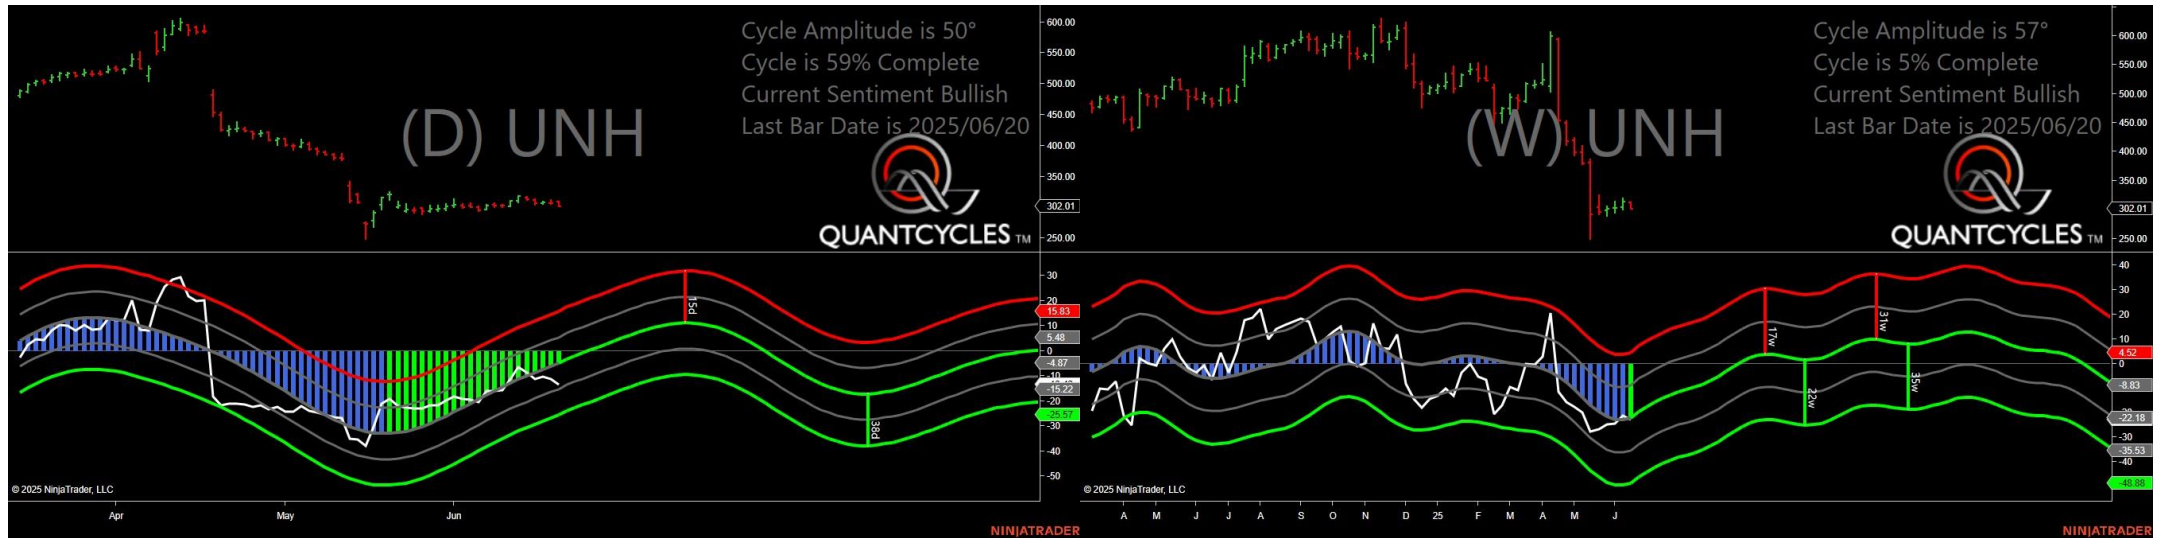 Cycle Amplitude is 50°
Cycle is 59% Complete
Current Sentiment Bullish
Last Bar Date is 2025/06/20
(D) UNH
QUANTCYCLES TM
600.00
550.00
500.00
450.00
400.00
350.00
302.01
250.00
30
20
15.83
10
5.48
0
-4.87
-10
-15.22
-20
-25.57
-30
-40
-50
15d
38d
© 2025 NinjaTrader, LLC
Apr
May
Jun
NINJATRADER
Cycle Amplitude is 57°
Cycle is 5% Complete
Current Sentiment Bullish
Last Bar Date is 2025/06/20
(W) UNH
QUANTCYCLES TM
600.00
550.00
500.00
450.00
400.00
350.00
302.01
250.00
40
30
20
10
4.52
0
-8.83
-22.18
-30
-35.53
-40
-48.88
17w
22w
31w
35w
© 2025 NinjaTrader, LLC
A M J J A S O N D 25 F M A M J
NINJATRADER